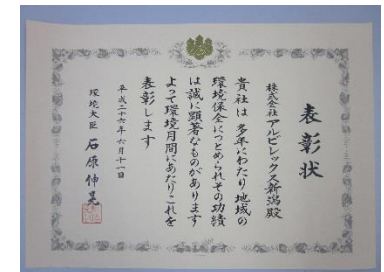 表彰状
株式会社アルビレックス新潟殿
貴社は多年にわたり地域の
環境保全につとめられその功績
は誠に顕著なものがあります
よって環境月間にあたりこれを
表彰します
平成二十六年六月十一日
環境大臣 石原伸晃